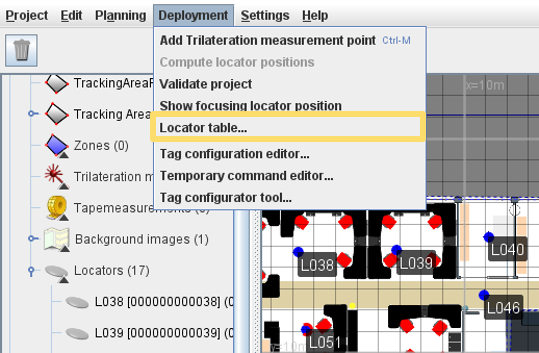 Project Edit Planning Deployment Settings Help
Add Trilateration measurement point Ctrl-M
Compute locator positions
Validate project
Show focusing locator position
Locator table...
Tag configuration editor...
Temporary command editor...
Tag configurator tool...
TrackingAreaF
Tracking Area
Zones (0)
Trilateration m
Tapemeasurements
Background images (1)
Locators (17)
L038 [000000000038] (0
L039 [000000000039] (0
x=10m
L038
L039
L040
L046
L051
x=10m